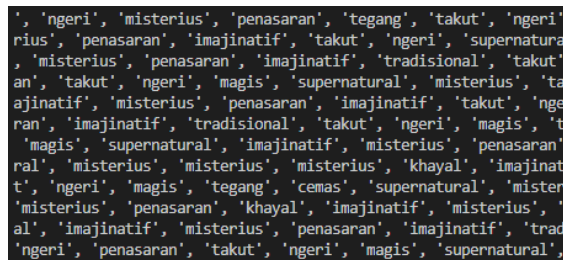 ', 'ngeri', 'misterius', 'penasaran', 'tegang', 'takut', 'ngeri'
rius', 'penasaran', 'imajinatif', 'takut', 'ngeri', 'supernatura
, 'misterius', 'penasaran', 'imajinatif', 'tradisional', 'takut'
an', 'takut', 'ngeri', 'magis', 'supernatural', 'misterius', 'ta
ajinatif', 'misterius', 'penasaran', 'imajinatif', 'takut', 'nge
ran', 'imajinatif', 'tradisional', 'takut', 'ngeri', 'magis', 't
'magis', 'supernatural', 'imajinatif', 'misterius', 'penasaran'
ral', 'misterius', 'misterius', 'misterius', 'khayal', 'imajinat
t', 'ngeri', 'magis', 'tegang', 'cemas', 'supernatural', 'mister
'misterius', 'penasaran', 'khayal', 'imajinatif', 'misterius', '
al', 'imajinatif', 'misterius', 'penasaran', 'imajinatif', 'trad
'ngeri', 'penasaran', 'takut', 'ngeri', 'magis', 'supernatural',